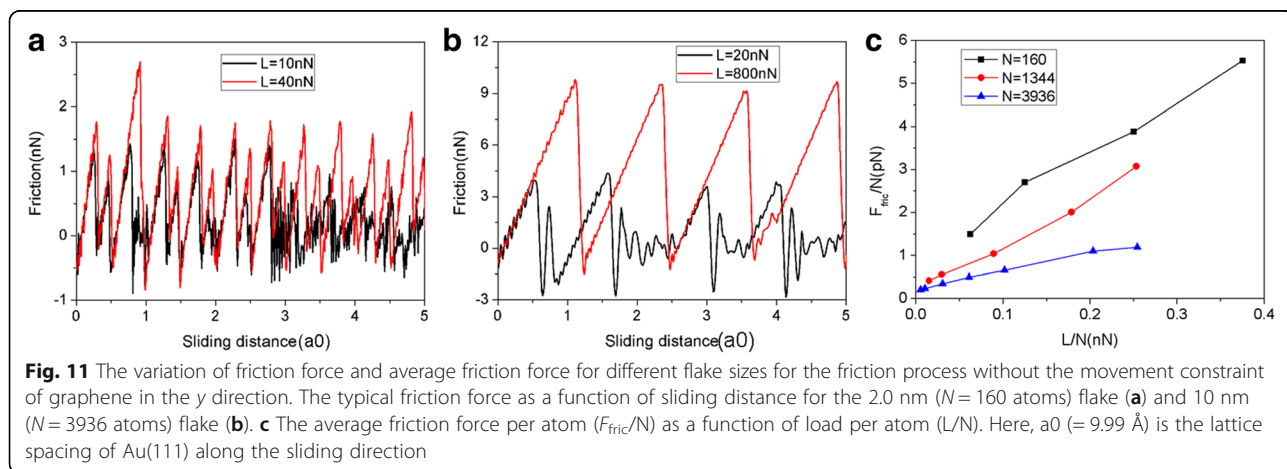 a
3
2
1
0
-1
Friction(nN)
L=10nN
L=40nN
0 1 2 3 4 5
Sliding distance(a0)
b
12
9
6
3
0
-3
Friction(nN)
L=20nN
L=800nN
0 1 2 3 4 5
Sliding distance(a0)
c
6
5
4
3
2
1
0
F_fric/N(pN)
N=160
N=1344
N=3936
0.0 0.1 0.2 0.3 0.4
L/N(nN)
Fig. 11 The variation of friction force and average friction force for different flake sizes for the friction process without the movement constraint
of graphene in the y direction. The typical friction force as a function of sliding distance for the 2.0 nm (N = 160 atoms) flake (a) and 10 nm
(N = 3936 atoms) flake (b). c The average friction force per atom (F_fric/N) as a function of load per atom (L/N). Here, a0 (= 9.99 Å) is the lattice
spacing of Au(111) along the sliding direction